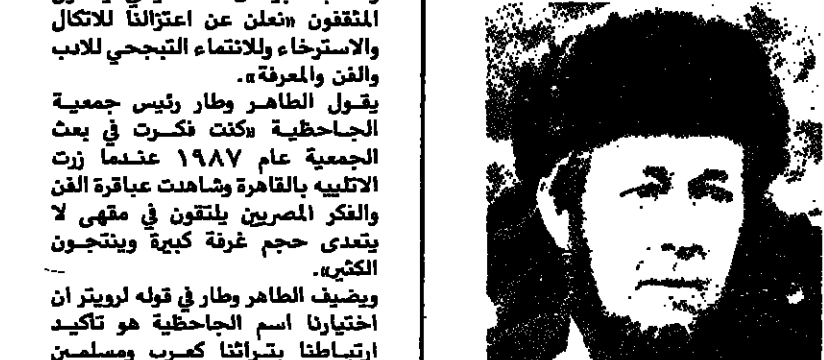 المثقفون «نعلن عن اعتزالنا للاتكال
والاسترخاء وللانتماء التبجحي للادب
والفن والمعرفة».
يقول الطاهر وطار رئيس جمعية
الجاحظية «كنت فكرت في بعث
الجمعية عام ١٩٨٧ عندما زرت
الاتلييه بالقاهرة وشاهدت عباقرة الفن
والفكر المصريين يلتقون في مقهى لا
يتعدى حجم غرفة كبيرة وينتجون
الكثير».
ويضيف الطاهر وطار في قوله لرويتر ان
اختيارنا اسم الجاحظية هو تأكيد
ارتباطنا بتراثنا كعرب ومسلمين